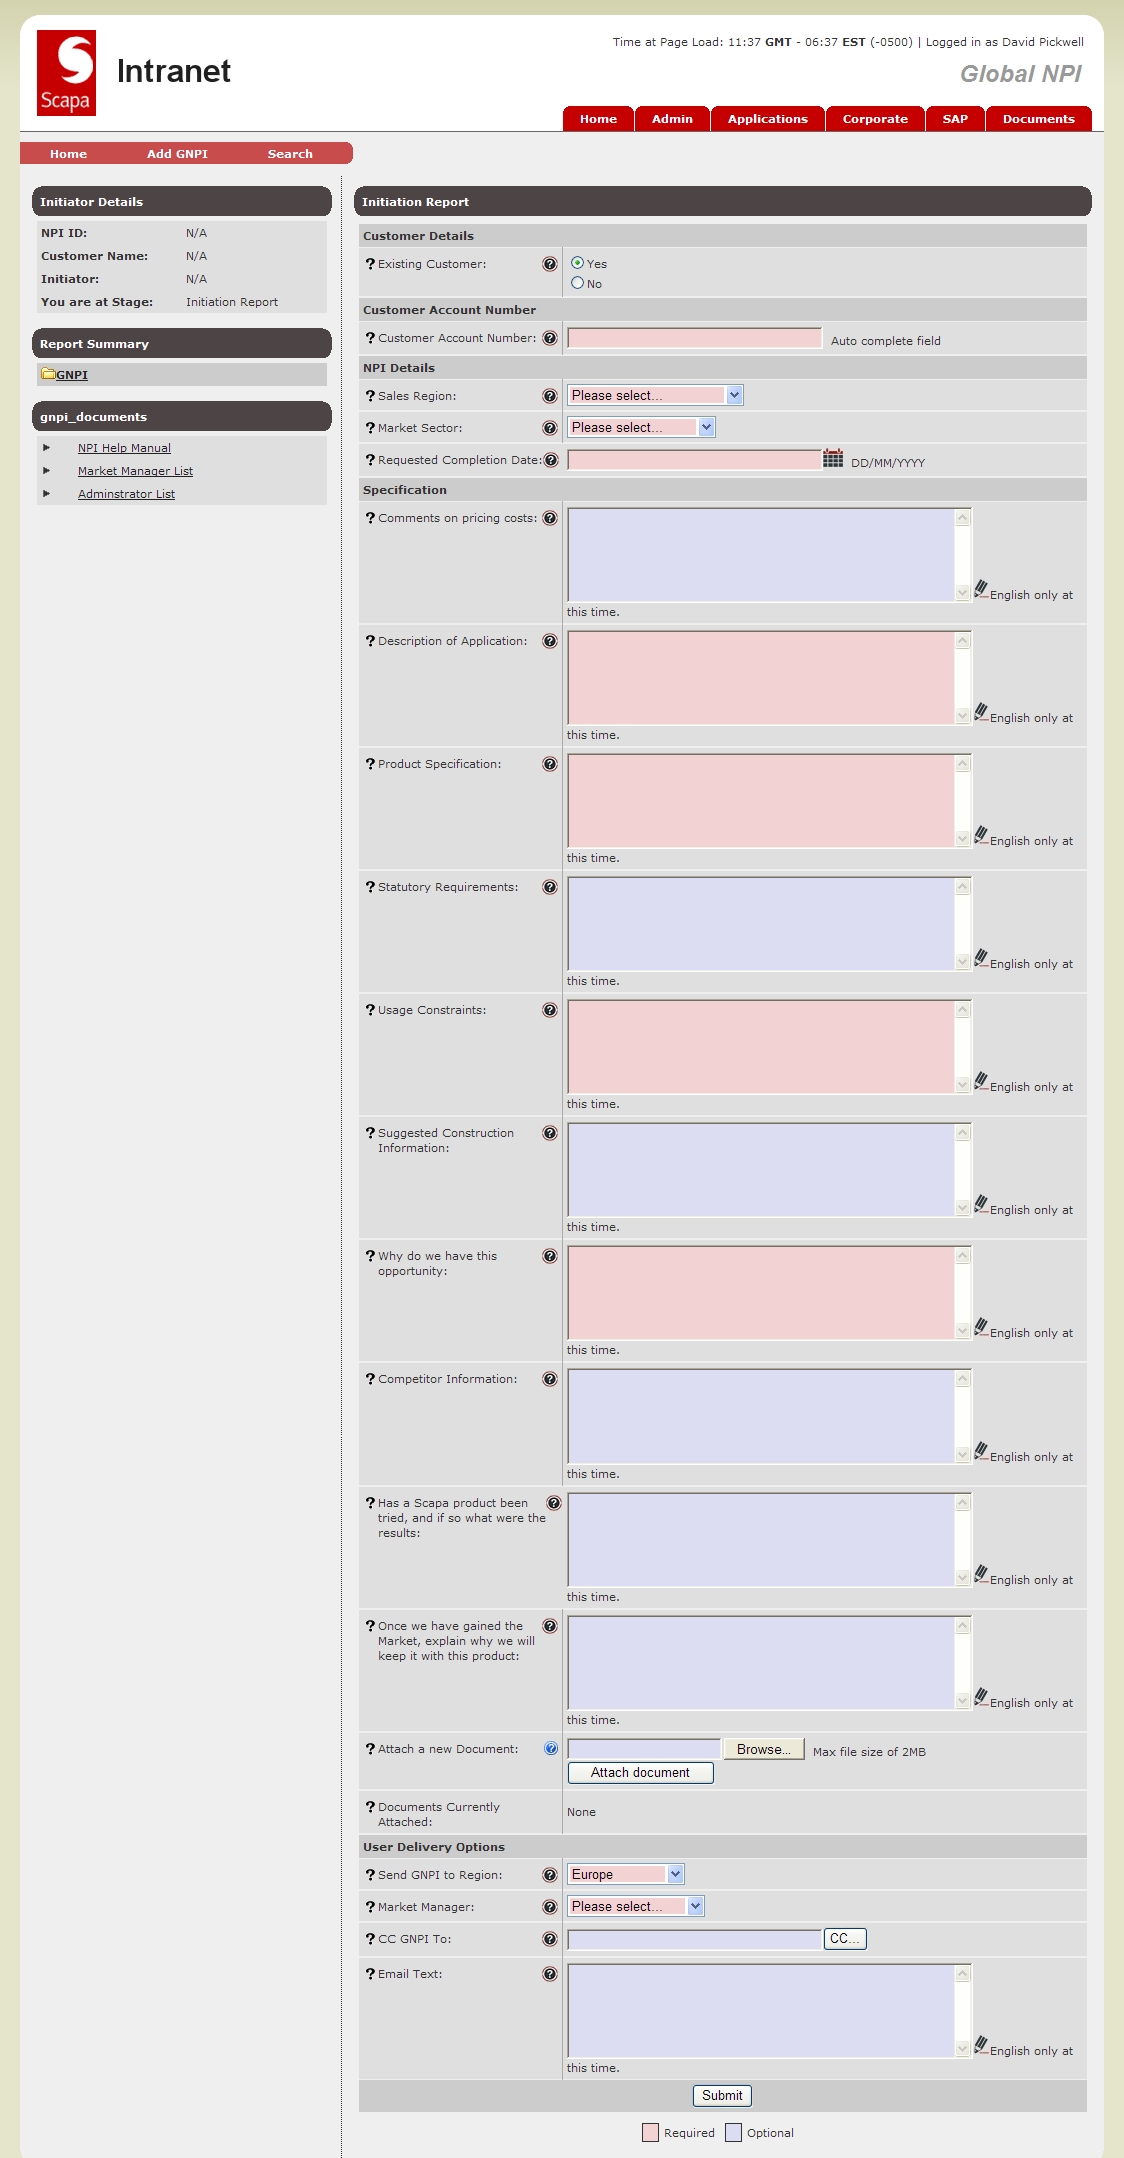 Time at Page Load: 11:37 GMT - 06:37 EST (-0500) | Logged in as David Pickwell
Scapa
Intranet
Global NPI
Home Admin Applications Corporate SAP Documents
Home Add GNPI Search
Initiator Details
NPI ID: N/A
Customer Name: N/A
Initiator: N/A
You are at Stage: Initiation Report
Report Summary
GNPI
gnpi_documents
NPI Help Manual
Market Manager List
Adminstrator List
Initiation Report
Customer Details
? Existing Customer: ? Yes
No
Customer Account Number
? Customer Account Number: ? Auto complete field
NPI Details
? Sales Region: ? Please select...
? Market Sector: ? Please select...
? Requested Completion Date: ? DD/MM/YYYY
Specification
? Comments on pricing costs: ? English only at
this time.
? Description of Application: ? English only at
this time.
? Product Specification: ? English only at
this time.
? Statutory Requirements: ? English only at
this time.
? Usage Constraints: ? English only at
this time.
? Suggested Construction ?
Information:
English only at
this time.
? Why do we have this ?
opportunity:
English only at
this time.
? Competitor Information: ? English only at
this time.
? Has a Scapa product been ?
tried, and if so what were the
results:
English only at
this time.
? Once we have gained the ?
Market, explain why we will
keep it with this product:
English only at
this time.
? Attach a new Document: ? Browse... Max file size of 2MB
Attach document
? Documents Currently
Attached:
None
User Delivery Options
? Send GNPI to Region: ? Europe
? Market Manager: ? Please select...
? CC GNPI To: ? CC...
? Email Text: ? English only at
this time.
Submit
Required Optional